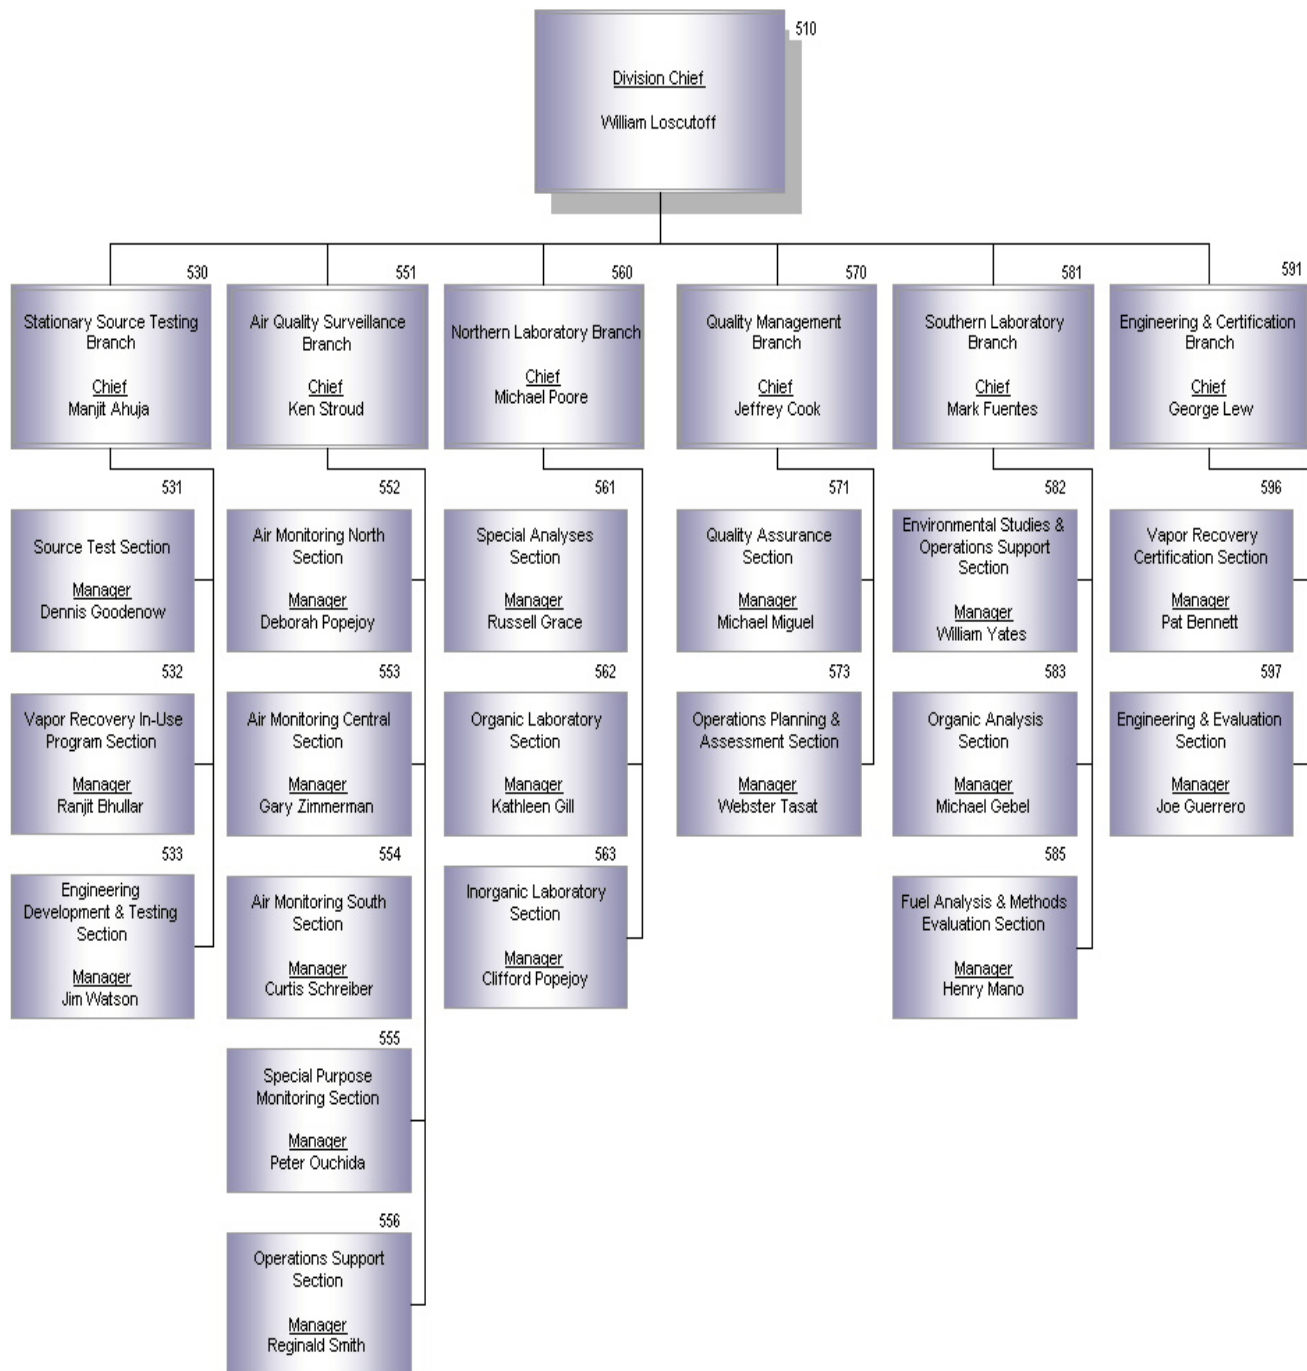 510
Division Chief
William Loscutoff
530
Stationary Source Testing
Branch
Chief
Manjit Ahuja
531
Source Test Section
Manager
Dennis Goodenow
532
Vapor Recovery In-Use
Program Section
Manager
Ranjit Bhullar
533
Engineering
Development & Testing
Section
Manager
Jim Watson
551
Air Quality Surveillance
Branch
Chief
Ken Stroud
552
Air Monitoring North
Section
Manager
Deborah Popejoy
553
Air Monitoring Central
Section
Manager
Gary Zimmerman
554
Air Monitoring South
Section
Manager
Curtis Schreiber
555
Special Purpose
Monitoring Section
Manager
Peter Ouchida
556
Operations Support
Section
Manager
Reginald Smith
560
Northern Laboratory Branch
Chief
Michael Poore
561
Special Analyses
Section
Manager
Russell Grace
562
Organic Laboratory
Section
Manager
Kathleen Gill
563
Inorganic Laboratory
Section
Manager
Clifford Popejoy
570
Quality Management
Branch
Chief
Jeffrey Cook
571
Quality Assurance
Section
Manager
Michael Miguel
573
Operations Planning &
Assessment Section
Manager
Webster Tasat
581
Southern Laboratory
Branch
Chief
Mark Fuentes
582
Environmental Studies &
Operations Support
Section
Manager
William Yates
583
Organic Analysis
Section
Manager
Michael Gebel
585
Fuel Analysis & Methods
Evaluation Section
Manager
Henry Mano
591
Engineering & Certification
Branch
Chief
George Lew
596
Vapor Recovery
Certification Section
Manager
Pat Bennett
597
Engineering & Evaluation
Section
Manager
Joe Guerrero